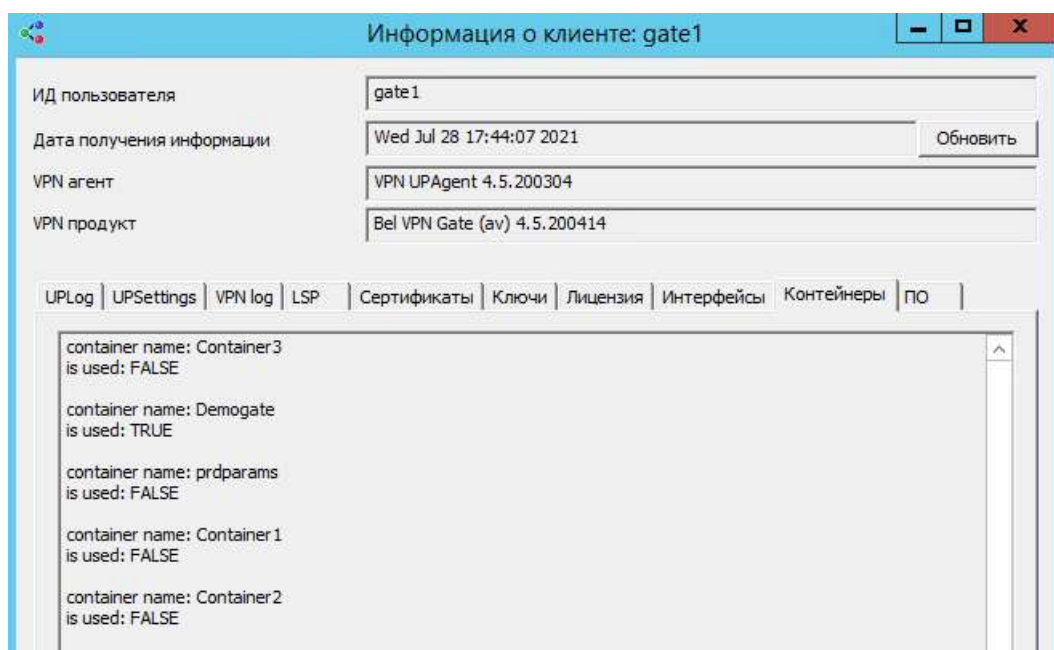 Информация о клиенте: gate1
ИД пользователя gate1
Дата получения информации Wed Jul 28 17:44:07 2021 Обновить
VPN агент VPN UPAgent 4.5.200304
VPN продукт Bel VPN Gate (av) 4.5.200414
UPLog UPSettings VPN log LSP Сертификаты Ключи Лицензия Интерфейсы Контейнеры ПО
container name: Container3
is used: FALSE
container name: Demogate
is used: TRUE
container name: prdparams
is used: FALSE
container name: Container1
is used: FALSE
container name: Container2
is used: FALSE